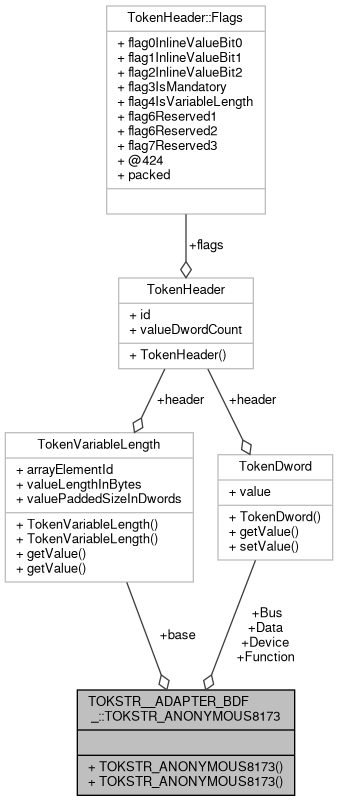 TokenHeader::Flags
+ flag0InlineValueBit0
+ flag1InlineValueBit1
+ flag2InlineValueBit2
+ flag3IsMandatory
+ flag4IsVariableLength
+ flag6Reserved1
+ flag6Reserved2
+ flag7Reserved3
+ @424
+ packed
+flags
TokenHeader
+ id
+ valueDwordCount
+ TokenHeader()
+header
+header
TokenVariableLength
+ arrayElementId
+ valueLengthInBytes
+ valuePaddedSizeInDwords
+ TokenVariableLength()
+ TokenVariableLength()
+ getValue()
+ getValue()
TokenDword
+ value
+ TokenDword()
+ getValue()
+ setValue()
+base
+Bus
+Data
+Device
+Function
TOKSTR__ADAPTER_BDF
_::TOKSTR_ANONYMOUS8173
+ TOKSTR_ANONYMOUS8173()
+ TOKSTR_ANONYMOUS8173()